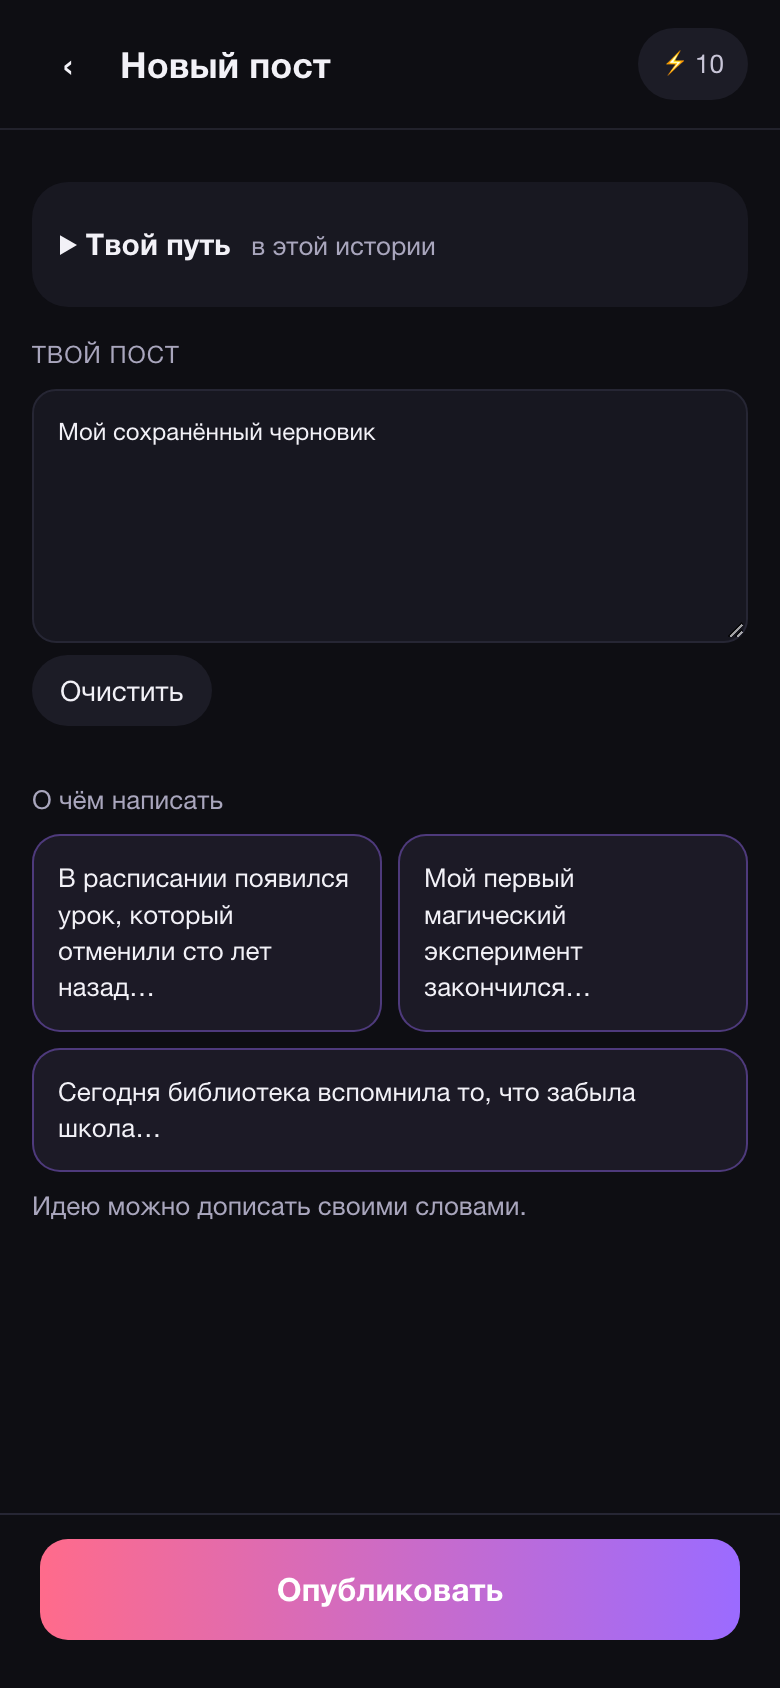 ‹ Новый пост ⚡ 10
▶ Твой путь в этой истории
ТВОЙ ПОСТ
Мой сохранённый черновик
Очистить
О чём написать
В расписании появился
урок, который
отменили сто лет
назад…
Мой первый
магический
эксперимент
закончился…
Сегодня библиотека вспомнила то, что забыла
школа…
Идею можно дописать своими словами.
Опубликовать